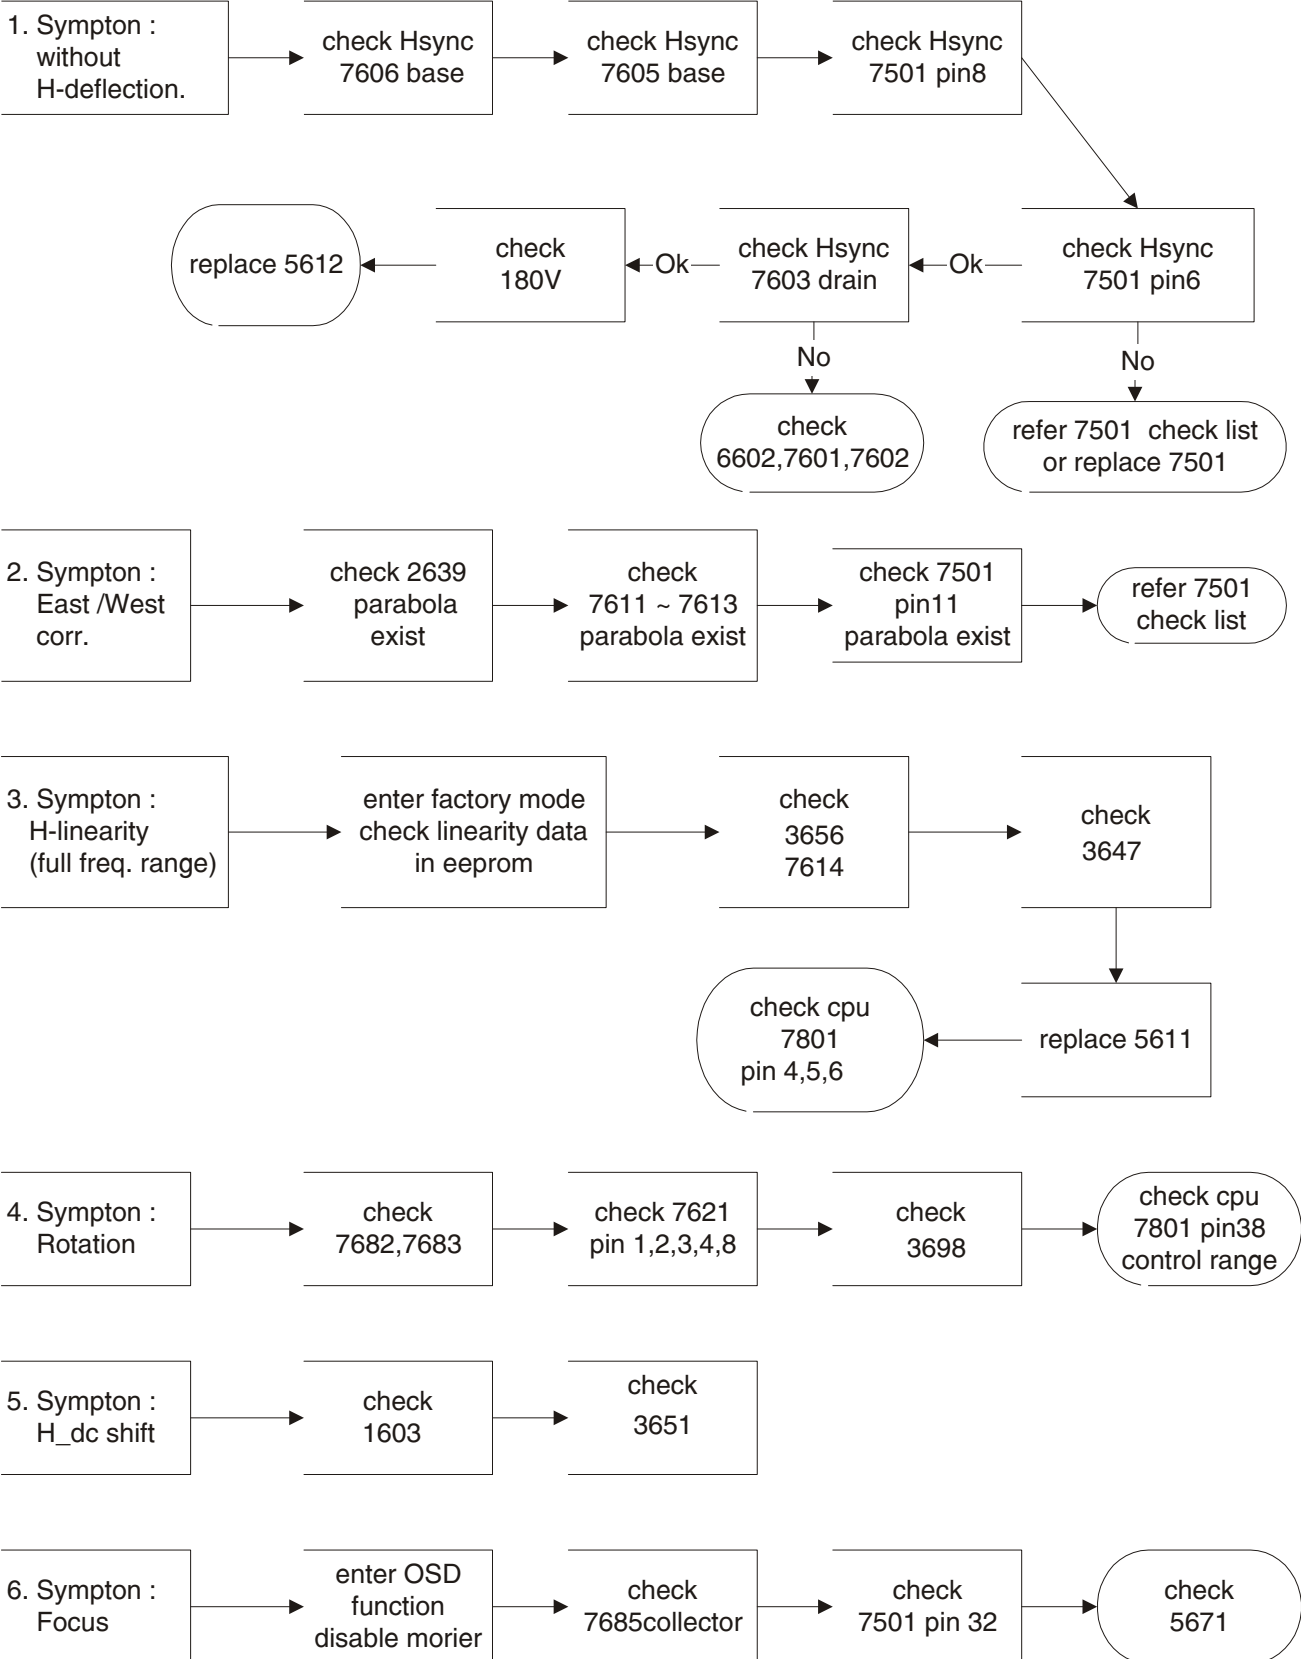 1. Sympton :
without
H-deflection.
check Hsync
7606 base
check Hsync
7605 base
check Hsync
7501 pin8
replace 5612
check
180V
Ok
check Hsync
7603 drain
Ok
check Hsync
7501 pin6
No
check
6602,7601,7602
No
refer 7501 check list
or replace 7501
2. Sympton :
East /West
corr.
check 2639
parabola
exist
check
7611 ~ 7613
parabola exist
check 7501
pin11
parabola exist
refer 7501
check list
3. Sympton :
H-linearity
(full freq. range)
enter factory mode
check linearity data
in eeprom
check
3656
7614
check
3647
check cpu
7801
pin 4,5,6
replace 5611
4. Sympton :
Rotation
check
7682,7683
check 7621
pin 1,2,3,4,8
check
3698
check cpu
7801 pin38
control range
5. Sympton :
H_dc shift
check
1603
check
3651
6. Sympton :
Focus
enter OSD
function
disable morier
check
7685collector
check
7501 pin 32
check
5671